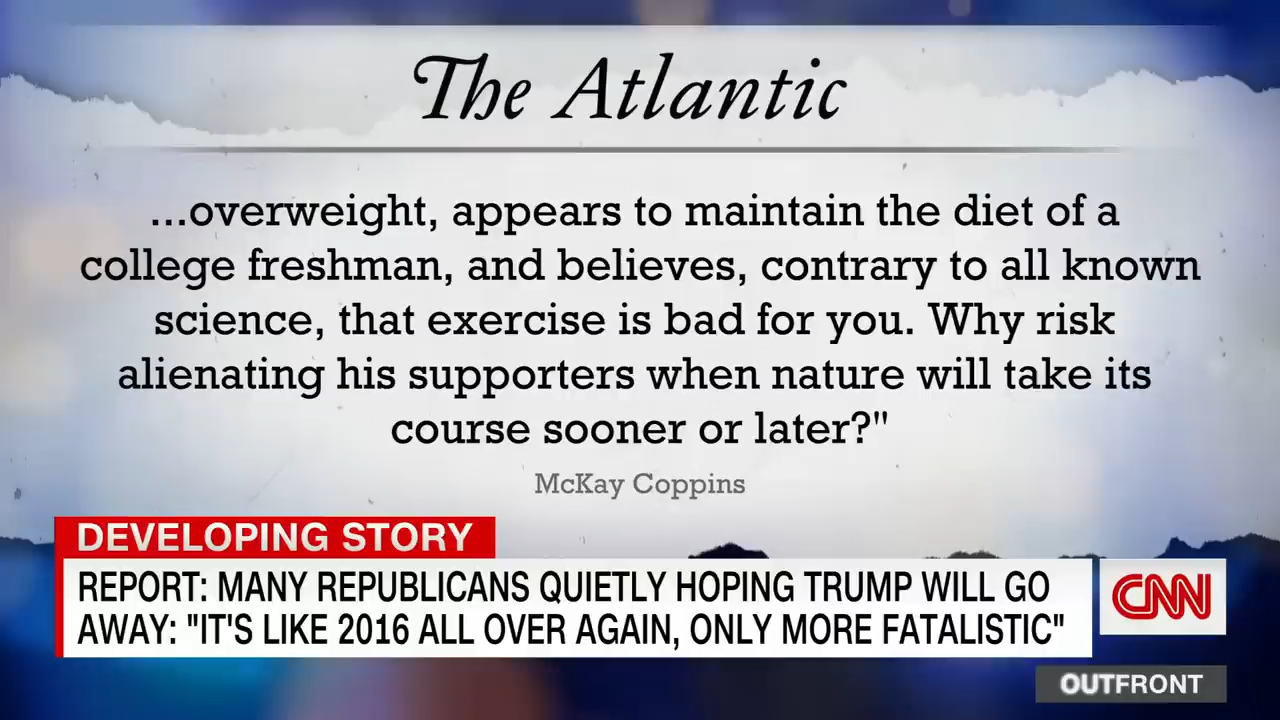 The Atlantic
...overweight, appears to maintain the diet of a
college freshman, and believes, contrary to all known
science, that exercise is bad for you. Why risk
alienating his supporters when nature will take its
course sooner or later?"
McKay Coppins
DEVELOPING STORY
REPORT: MANY REPUBLICANS QUIETLY HOPING TRUMP WILL GO
AWAY: "IT'S LIKE 2016 ALL OVER AGAIN, ONLY MORE FATALISTIC"
CNN
OUTFRONT